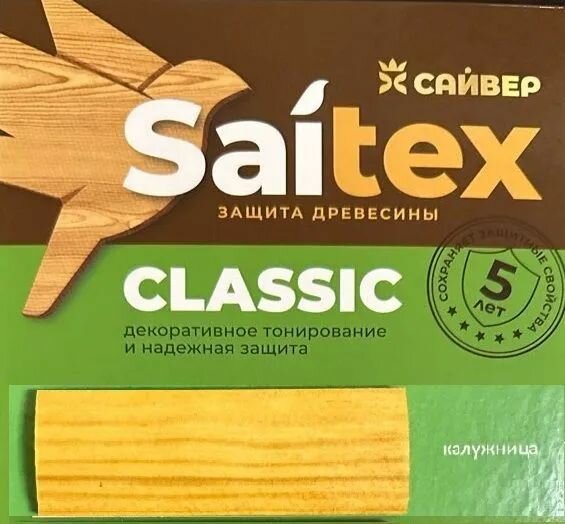 САЙВЕР
Saitex
ЗАЩИТА ДРЕВЕСИНЫ
CLASSIC
декоративное тонирование
и надежная защита
СОХРАНЯЕТ ЗАЩИТНЫЕ СВОЙСТВА
5
лет
калужница